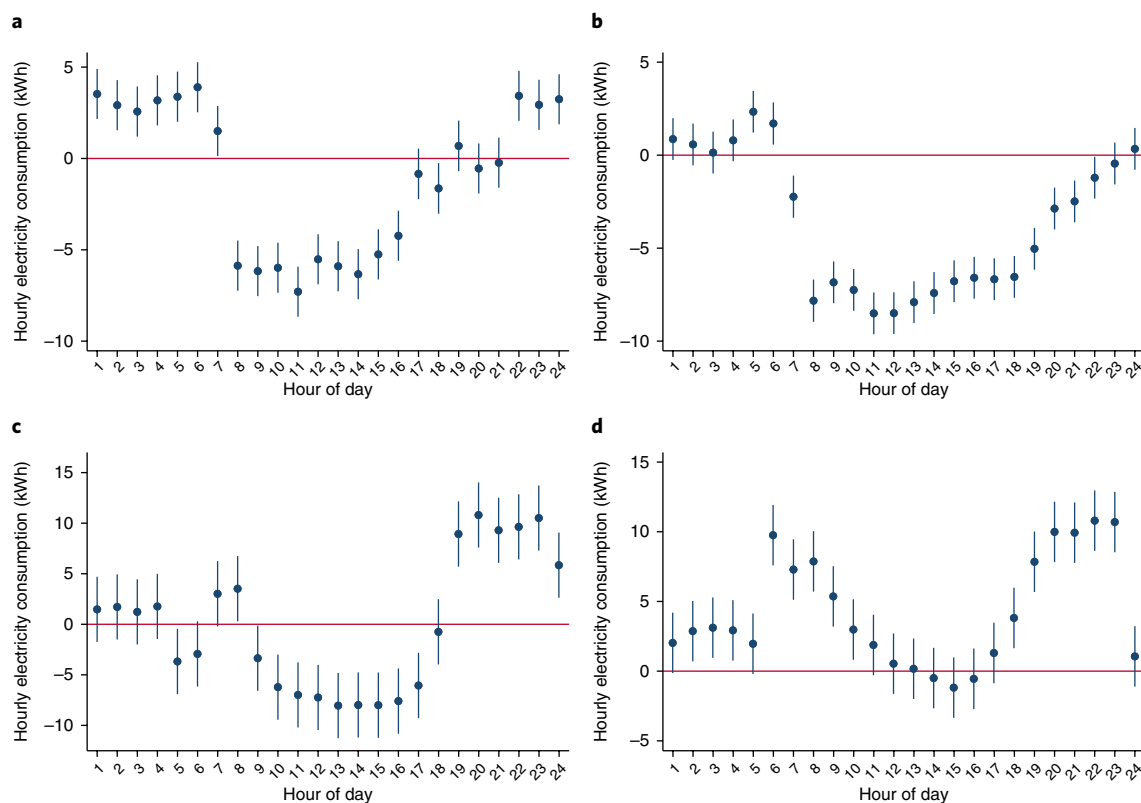 a
Hourly electricity consumption (kWh)
5
0
−5
−10
1 2 3 4 5 6 7 8 9 10 11 12 13 14 15 16 17 18 19 20 21 22 23 24
Hour of day
b
Hourly electricity consumption (kWh)
5
0
−5
−10
1 2 3 4 5 6 7 8 9 10 11 12 13 14 15 16 17 18 19 20 21 22 23 24
Hour of day
c
Hourly electricity consumption (kWh)
15
10
5
0
−5
−10
1 2 3 4 5 6 7 8 9 10 11 12 13 14 15 16 17 18 19 20 21 22 23 24
Hour of day
d
Hourly electricity consumption (kWh)
15
10
5
0
−5
1 2 3 4 5 6 7 8 9 10 11 12 13 14 15 16 17 18 19 20 21 22 23 24
Hour of day